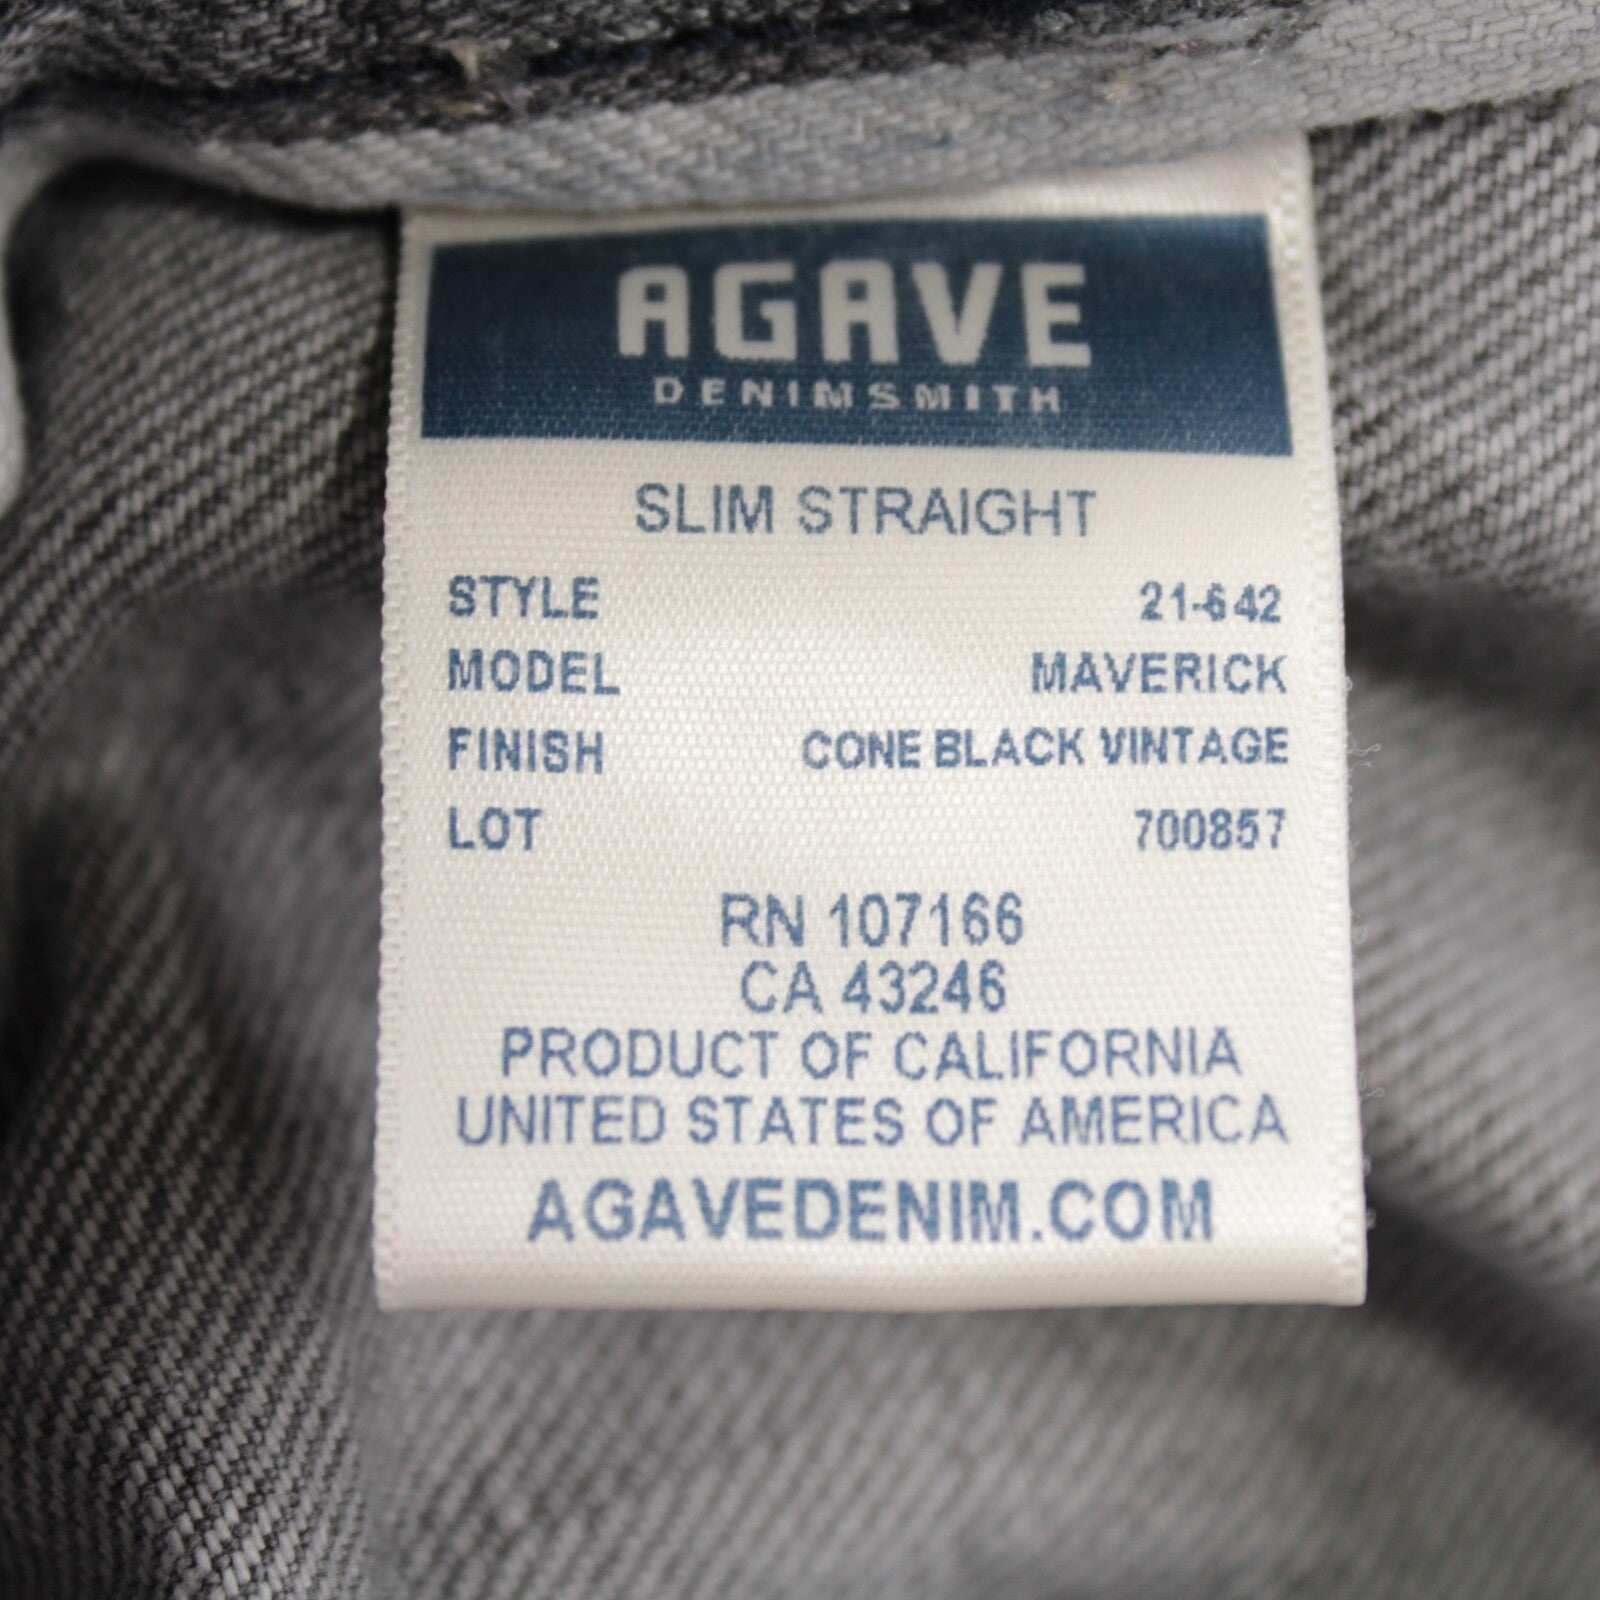 AGAVE
DENIMSMITH
SLIM STRAIGHT
STYLE 21-642
MODEL MAVERICK
FINISH CONE BLACK VINTAGE
LOT 700857
RN 107166
CA 43246
PRODUCT OF CALIFORNIA
UNITED STATES OF AMERICA
AGAVEDENIM.COM